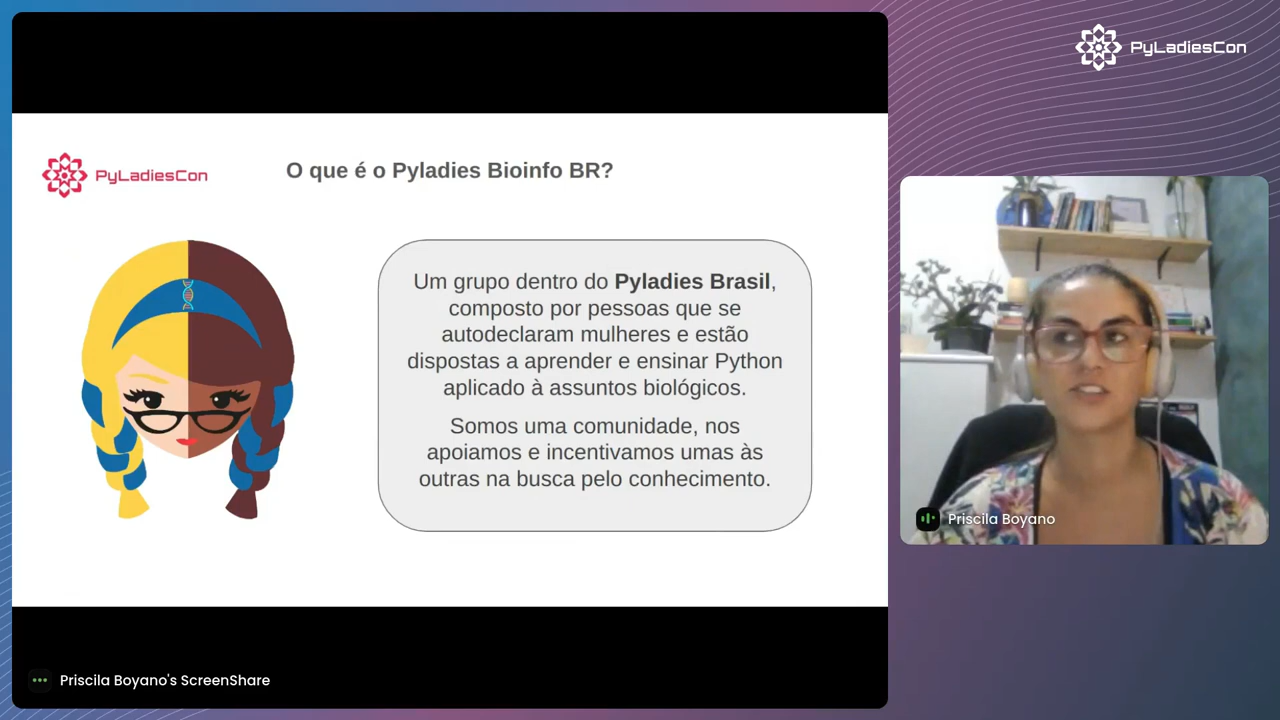 PyLadiesCon
PyLadiesCon
O que é o Pyladies Bioinfo BR?
Um grupo dentro do Pyladies Brasil,
composto por pessoas que se
autodeclaram mulheres e estão
dispostas a aprender e ensinar Python
aplicado à assuntos biológicos.
Somos uma comunidade, nos
apoiamos e incentivamos umas às
outras na busca pelo conhecimento.
Priscila Boyano
Priscila Boyano's ScreenShare